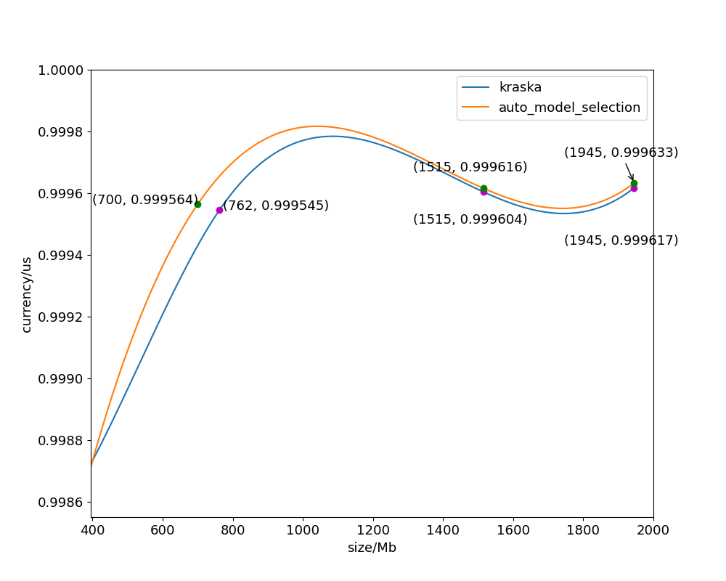 1.0000
0.9998
0.9996
0.9994
0.9992
0.9990
0.9988
0.9986
currency/us
kraska
auto_model_selection
(1945, 0.999633)
(1515, 0.999616)
(700, 0.999564)
(762, 0.999545)
(1515, 0.999604)
(1945, 0.999617)
400 600 800 1000 1200 1400 1600 1800 2000
size/Mb